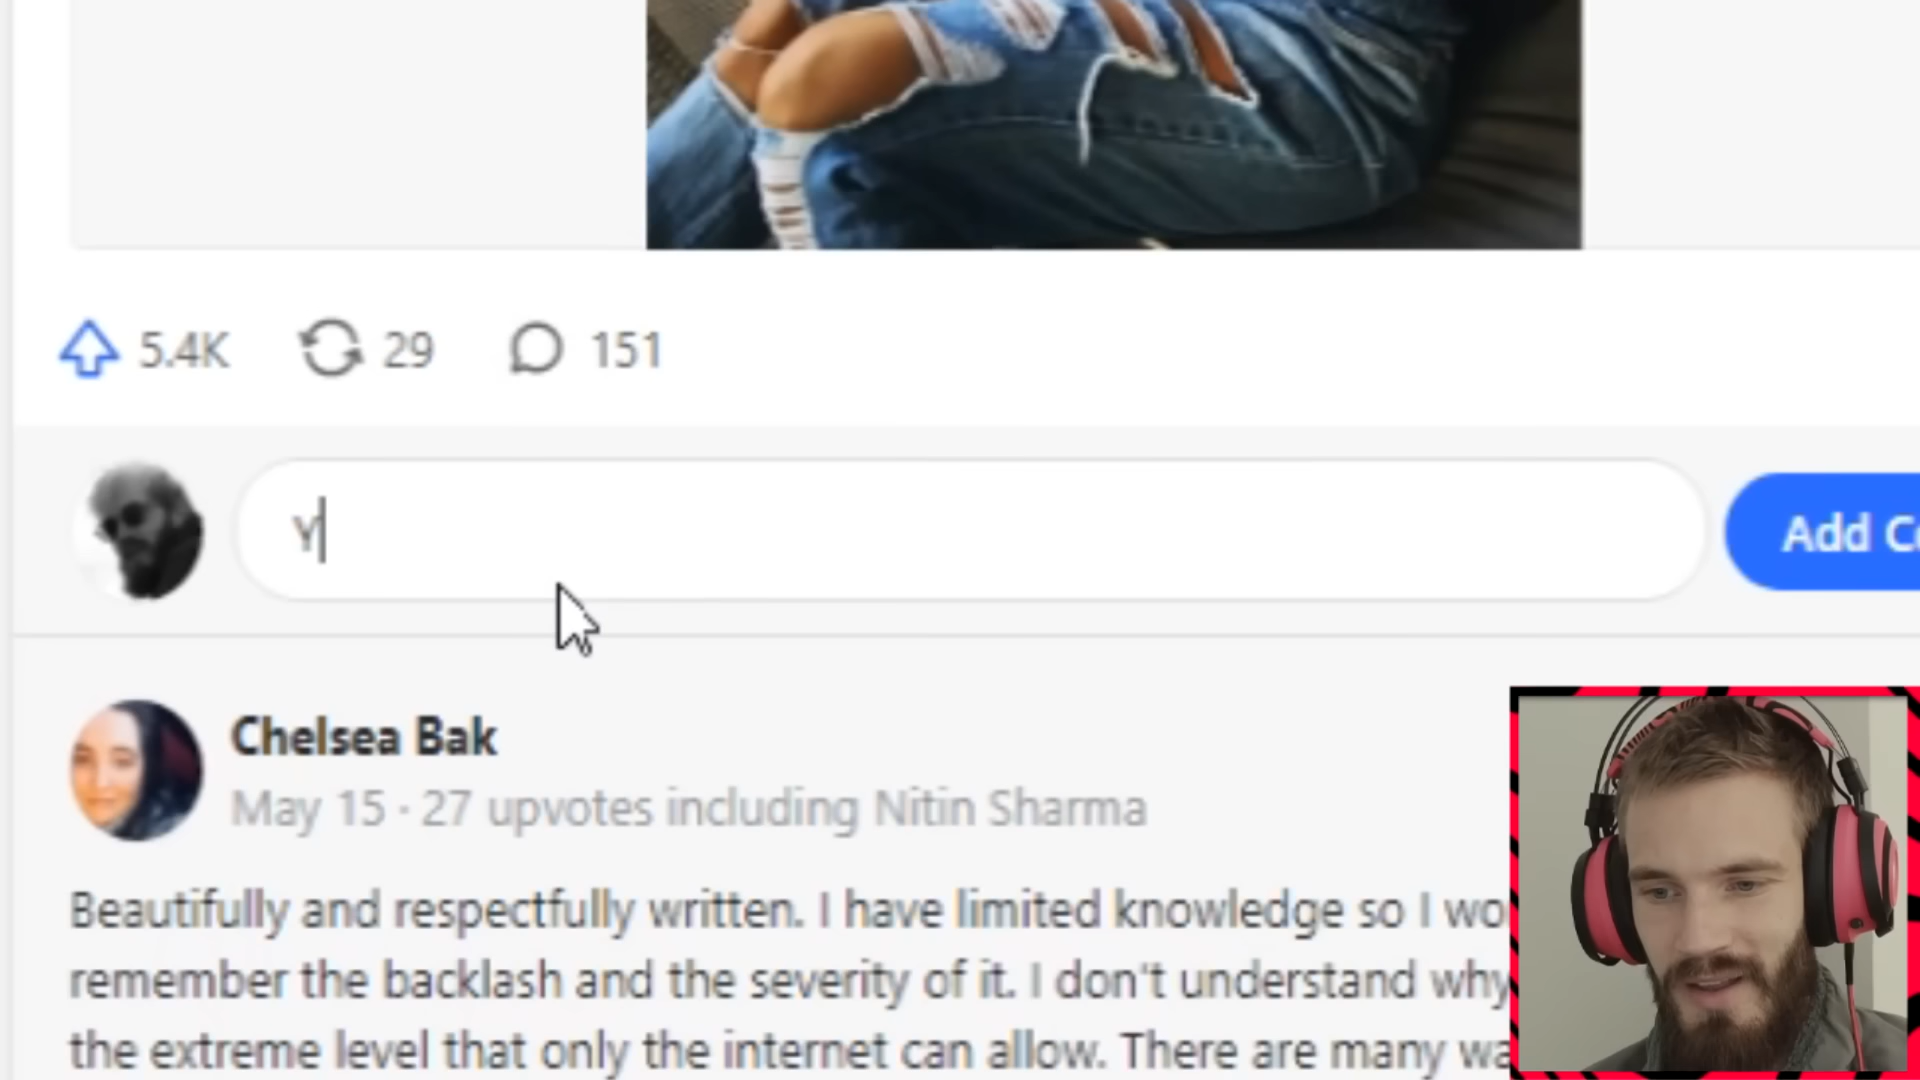 5.4K 29 151
Y
Add
Chelsea Bak
May 15 · 27 upvotes including Nitin Sharma
Beautifully and respectfully written. I have limited knowledge so I
remember the backlash and the severity of it. I don't understand why
the extreme level that only the internet can allow. There are many